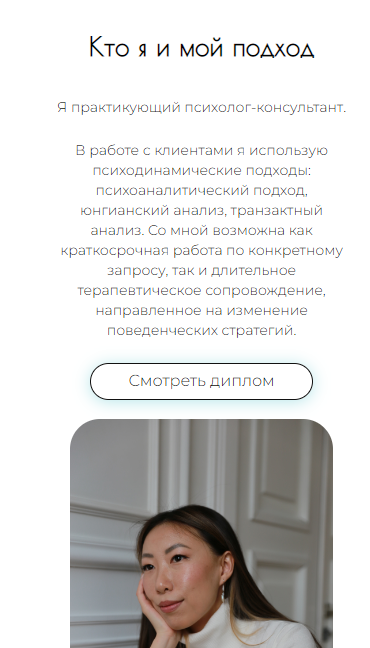 Кто я и мой подход
Я практикующий психолог-консультант.
В работе с клиентами я использую
психодинамические подходы:
психоаналитический подход,
юнгианский анализ, транзактный
анализ. Со мной возможна как
краткосрочная работа по конкретному
запросу, так и длительное
терапевтическое сопровождение,
направленное на изменение
поведенческих стратегий.
Смотреть диплом